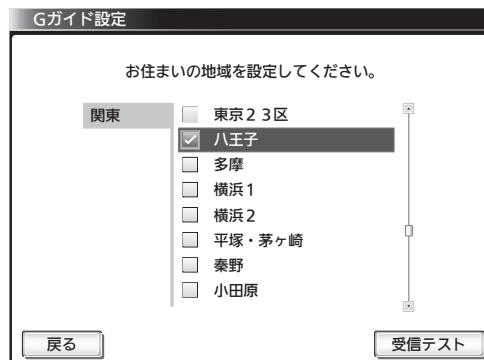 Gガイド設定
お住まいの地域を設定してください。
関東
東京23区
八王子
多摩
横浜1
横浜2
平塚・茅ヶ崎
秦野
小田原
戻る
受信テスト